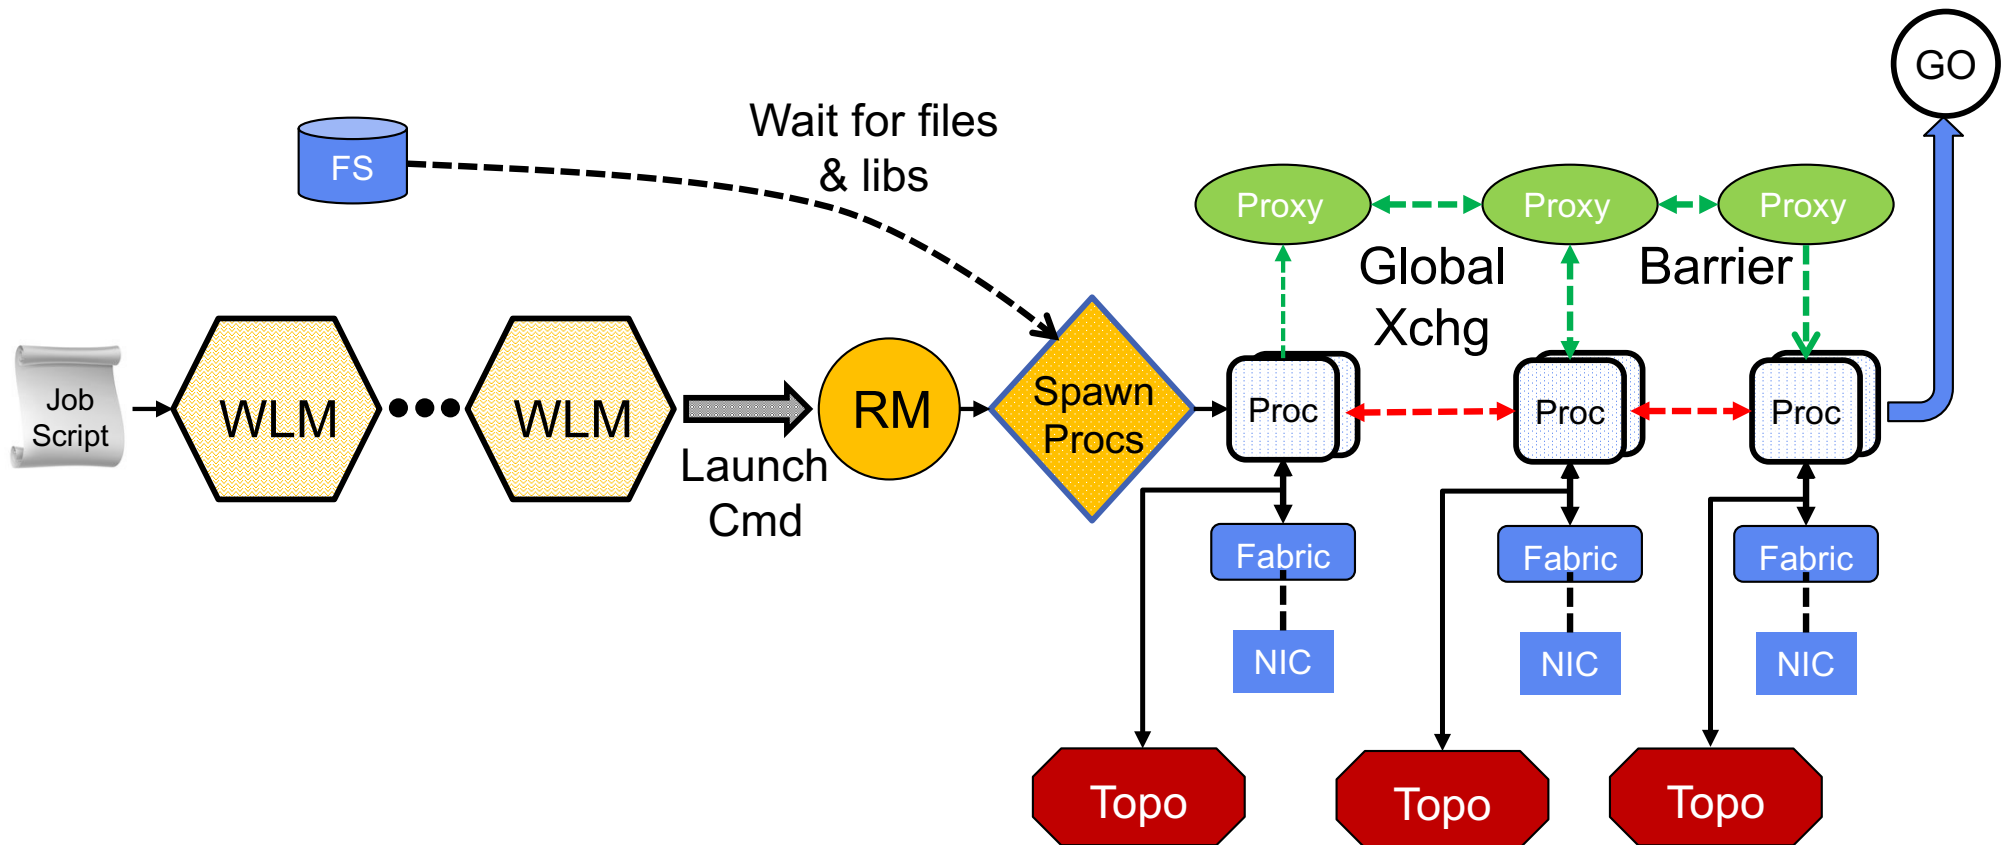 GO
Wait for files
& libs
FS
Proxy
Proxy
Proxy
Global
Xchg
Barrier
Job
Script
WLM
WLM
Launch
Cmd
RM
Spawn
Procs
Proc
Proc
Proc
Fabric
Fabric
Fabric
NIC
NIC
NIC
Topo
Topo
Topo